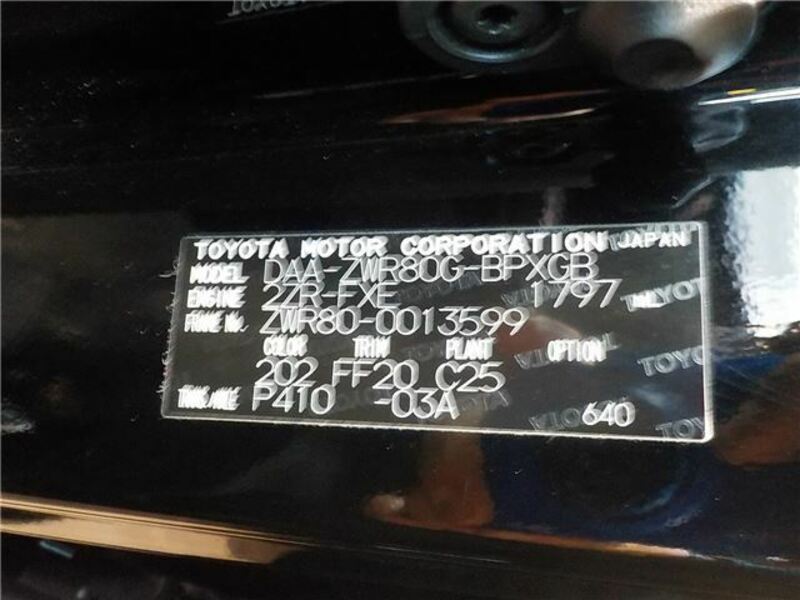 TOYOTA MOTOR CORPORATION JAPAN
MODEL DAA-ZWR80G-BPXGB
ENGINE 2ZR-FXE 1797 mL
FRAME No. ZWR80-0013599
COLOR TRIM PLANT OPTION
202 FF20 C25
TRANS/AXLE P410 -03A 640